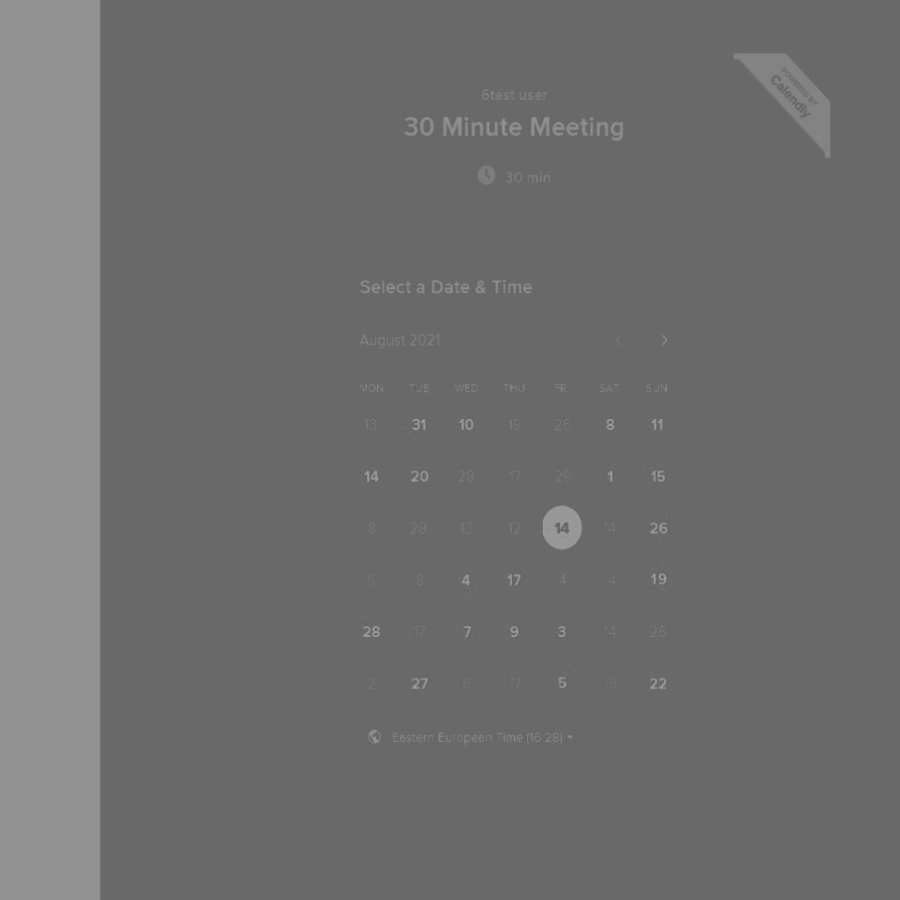 POWERED BY
Calendly
6test user
30 Minute Meeting
30 min
Select a Date & Time
August 2021
MON TUE WED THU FRI SAT SUN
13 31 10 19 26 8 11
14 20 28 17 29 1 15
8 28 13 12 14 14 26
6 8 4 17 4 14 19
28 17 7 9 3 14 26
2 27 6 17 5 15 22
Eastern European Time (16:28)